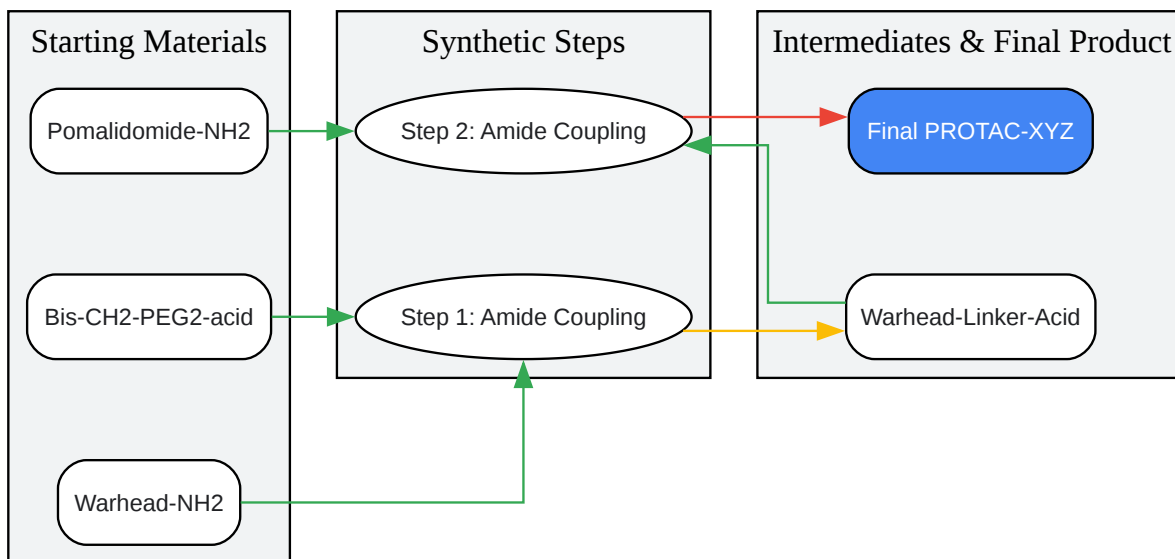 Starting Materials
Synthetic Steps
Intermediates & Final Product
Pomalidomide-NH2
Step 2: Amide Coupling
Final PROTAC-XYZ
Bis-CH2-PEG2-acid
Step 1: Amide Coupling
Warhead-Linker-Acid
Warhead-NH2